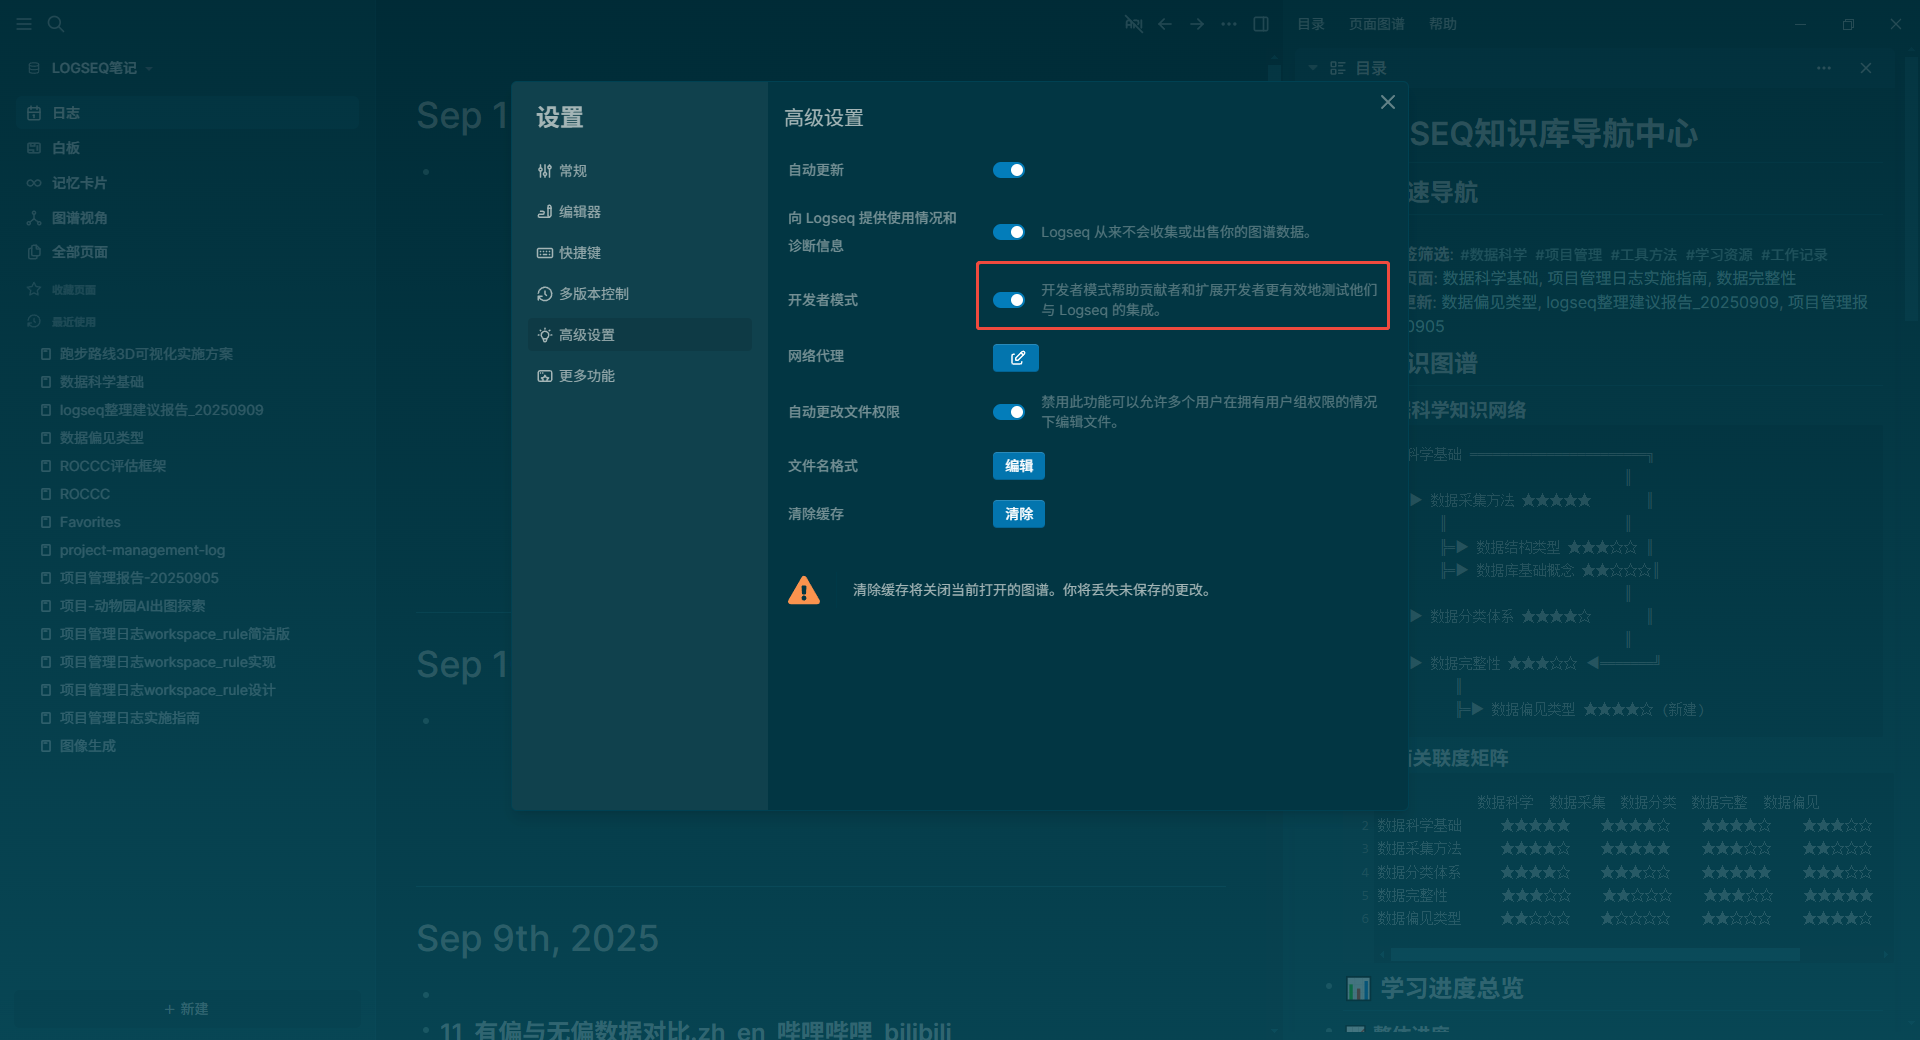 API
目录
页面图谱
帮助
LOGSEQ笔记
日志
白板
记忆卡片
图谱视角
全部页面
收藏页面
最近使用
跑步路线3D可视化实施方案
数据科学基础
logseq整理建议报告_20250909
数据偏见类型
ROCCC评估框架
ROCCC
Favorites
project-management-log
项目管理报告-20250905
项目-动物园AI出图探索
项目管理日志workspace_rule简洁版
项目管理日志workspace_rule实现
项目管理日志workspace_rule设计
项目管理日志实施指南
图像生成
+ 新建
Sep 1
Sep 1
Sep 9th, 2025
11_有偏与无偏数据对比.zh_en_哔哩哔哩_bilibili
设置
常规
编辑器
快捷键
多版本控制
高级设置
更多功能
高级设置
自动更新
向 Logseq 提供使用情况和
诊断信息
Logseq 从来不会收集或出售你的图谱数据。
开发者模式
开发者模式帮助贡献者和扩展开发者更有效地测试他们
与 Logseq 的集成。
网络代理
自动更改文件权限
禁用此功能可以允许多个用户在拥有用户组权限的情况
下编辑文件。
文件名格式
编辑
清除缓存
清除
清除缓存将关闭当前打开的图谱。你将丢失未保存的更改。
目录
SEQ知识库导航中心
速导航
签筛选: #数据科学 #项目管理 #工具方法 #学习资源 #工作记录
页面: 数据科学基础, 项目管理日志实施指南, 数据完整性
更新: 数据偏见类型, logseq整理建议报告_20250909, 项目管理报
0905
识图谱
科学知识网络
科学基础 ═══╗
▶ 数据采集方法 ★★★★★ ║
╠═▶ 数据结构类型 ★★★☆☆ ║
╠═▶ 数据库基础概念 ★★☆☆☆║
▶ 数据分类体系 ★★★★☆ ║
▶ 数据完整性 ★★★☆☆ ◀═══╝
╠═▶ 数据偏见类型 ★★★★☆ (新建)
关联度矩阵
数据科学 数据采集 数据分类 数据完整 数据偏见
2 数据科学基础 ★★★★★ ★★★★☆ ★★★★☆ ★★★☆☆
3 数据采集方法 ★★★★☆ ★★★★★ ★★★☆☆ ★★☆☆☆
4 数据分类体系 ★★★★☆ ★★★☆☆ ★★★★★ ★★★☆☆
5 数据完整性 ★★★☆☆ ★★☆☆☆ ★★★☆☆ ★★★★★
6 数据偏见类型 ★★☆☆☆ ★☆☆☆☆ ★★☆☆☆ ★★★★☆
学习进度总览
整体进度